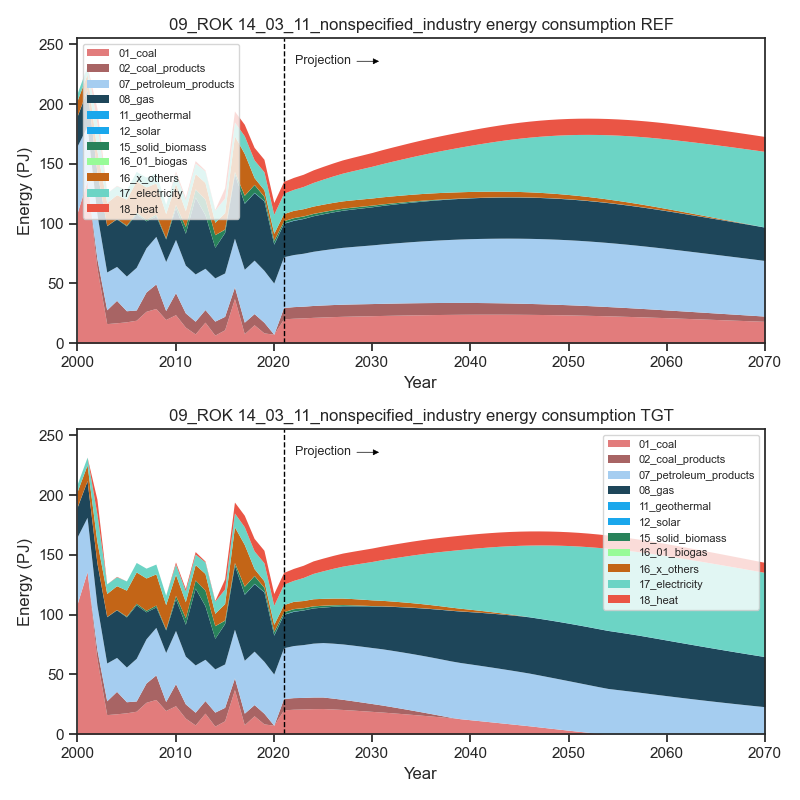 09_ROK 14_03_11_nonspecified_industry energy consumption REF
250
200
150
100
50
0
Energy (PJ)
01_coal
02_coal_products
07_petroleum_products
08_gas
11_geothermal
12_solar
15_solid_biomass
16_01_biogas
16_x_others
17_electricity
18_heat
Projection
2000 2010 2020 2030 2040 2050 2060 2070
Year
09_ROK 14_03_11_nonspecified_industry energy consumption TGT
250
200
150
100
50
0
Energy (PJ)
Projection
01_coal
02_coal_products
07_petroleum_products
08_gas
11_geothermal
12_solar
15_solid_biomass
16_01_biogas
16_x_others
17_electricity
18_heat
2000 2010 2020 2030 2040 2050 2060 2070
Year